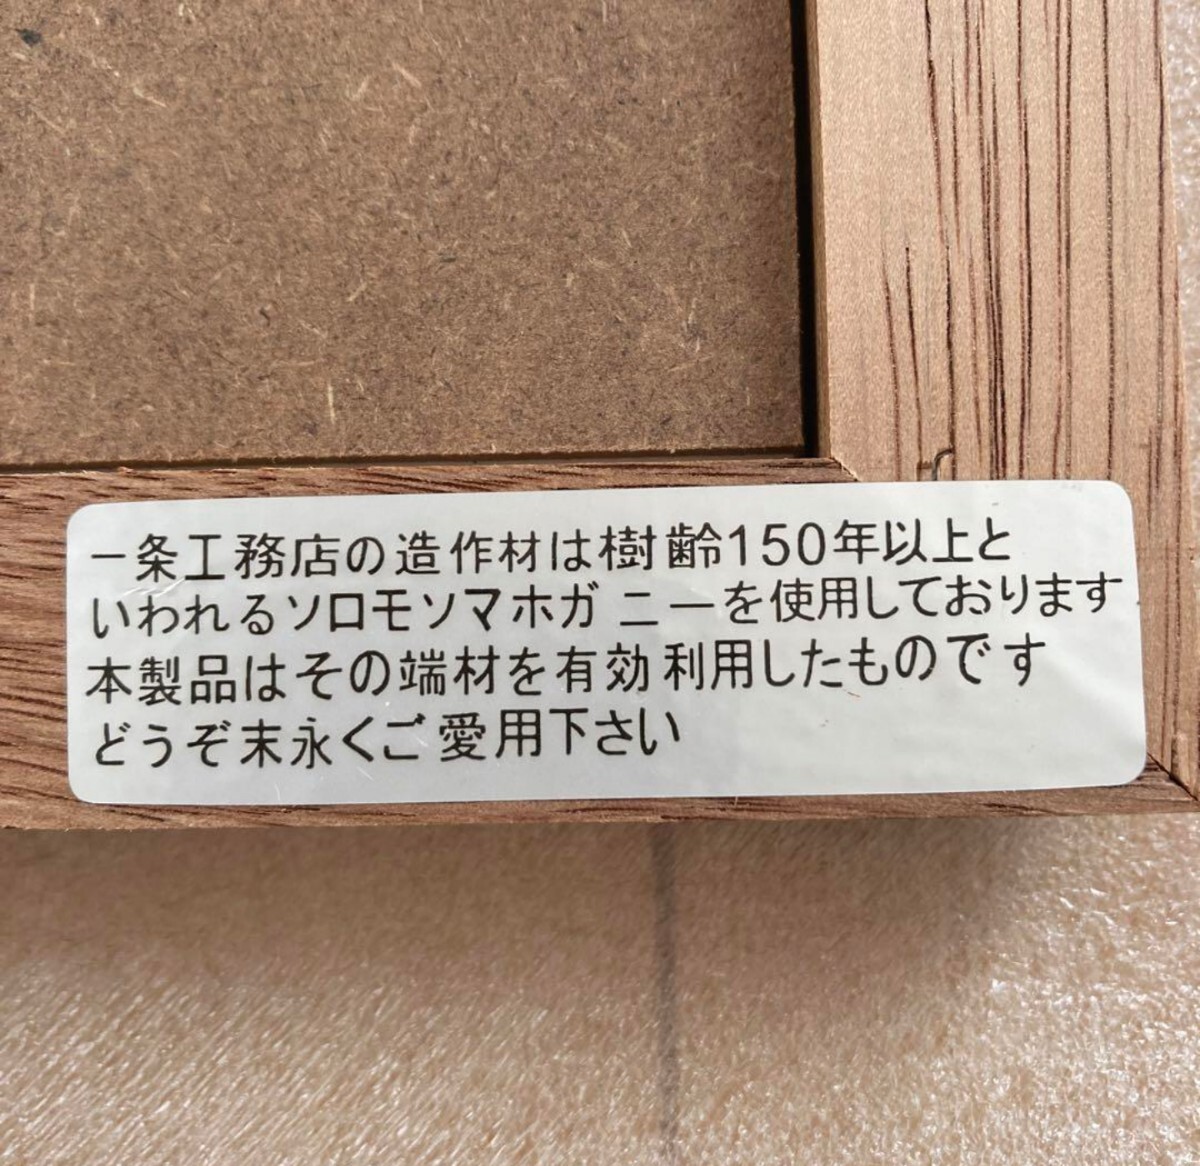 一条工務店の造作材は樹齢150年以上と
いわれるソロモソマホガニーを使用しております
本製品はその端材を有効利用したものです
どうぞ末永くご愛用下さい